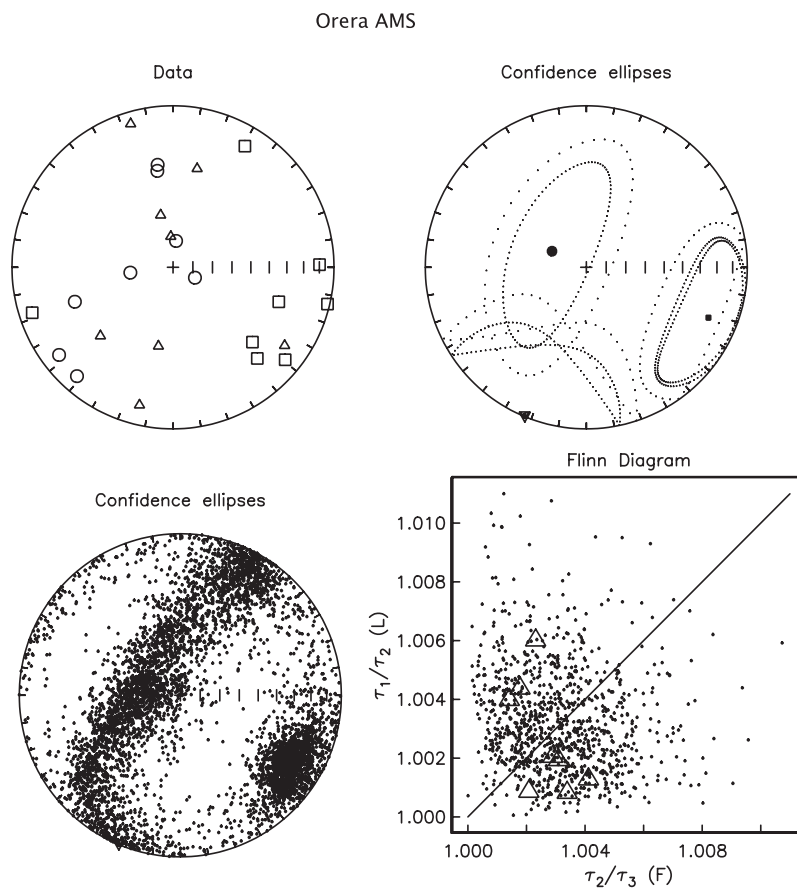 Orera AMS
Data
Confidence ellipses
Confidence ellipses
Flinn Diagram
1.010
1.008
1.006
1.004
1.002
1.000
τ1/τ2 (L)
1.000 1.004 1.008
τ2/τ3 (F)